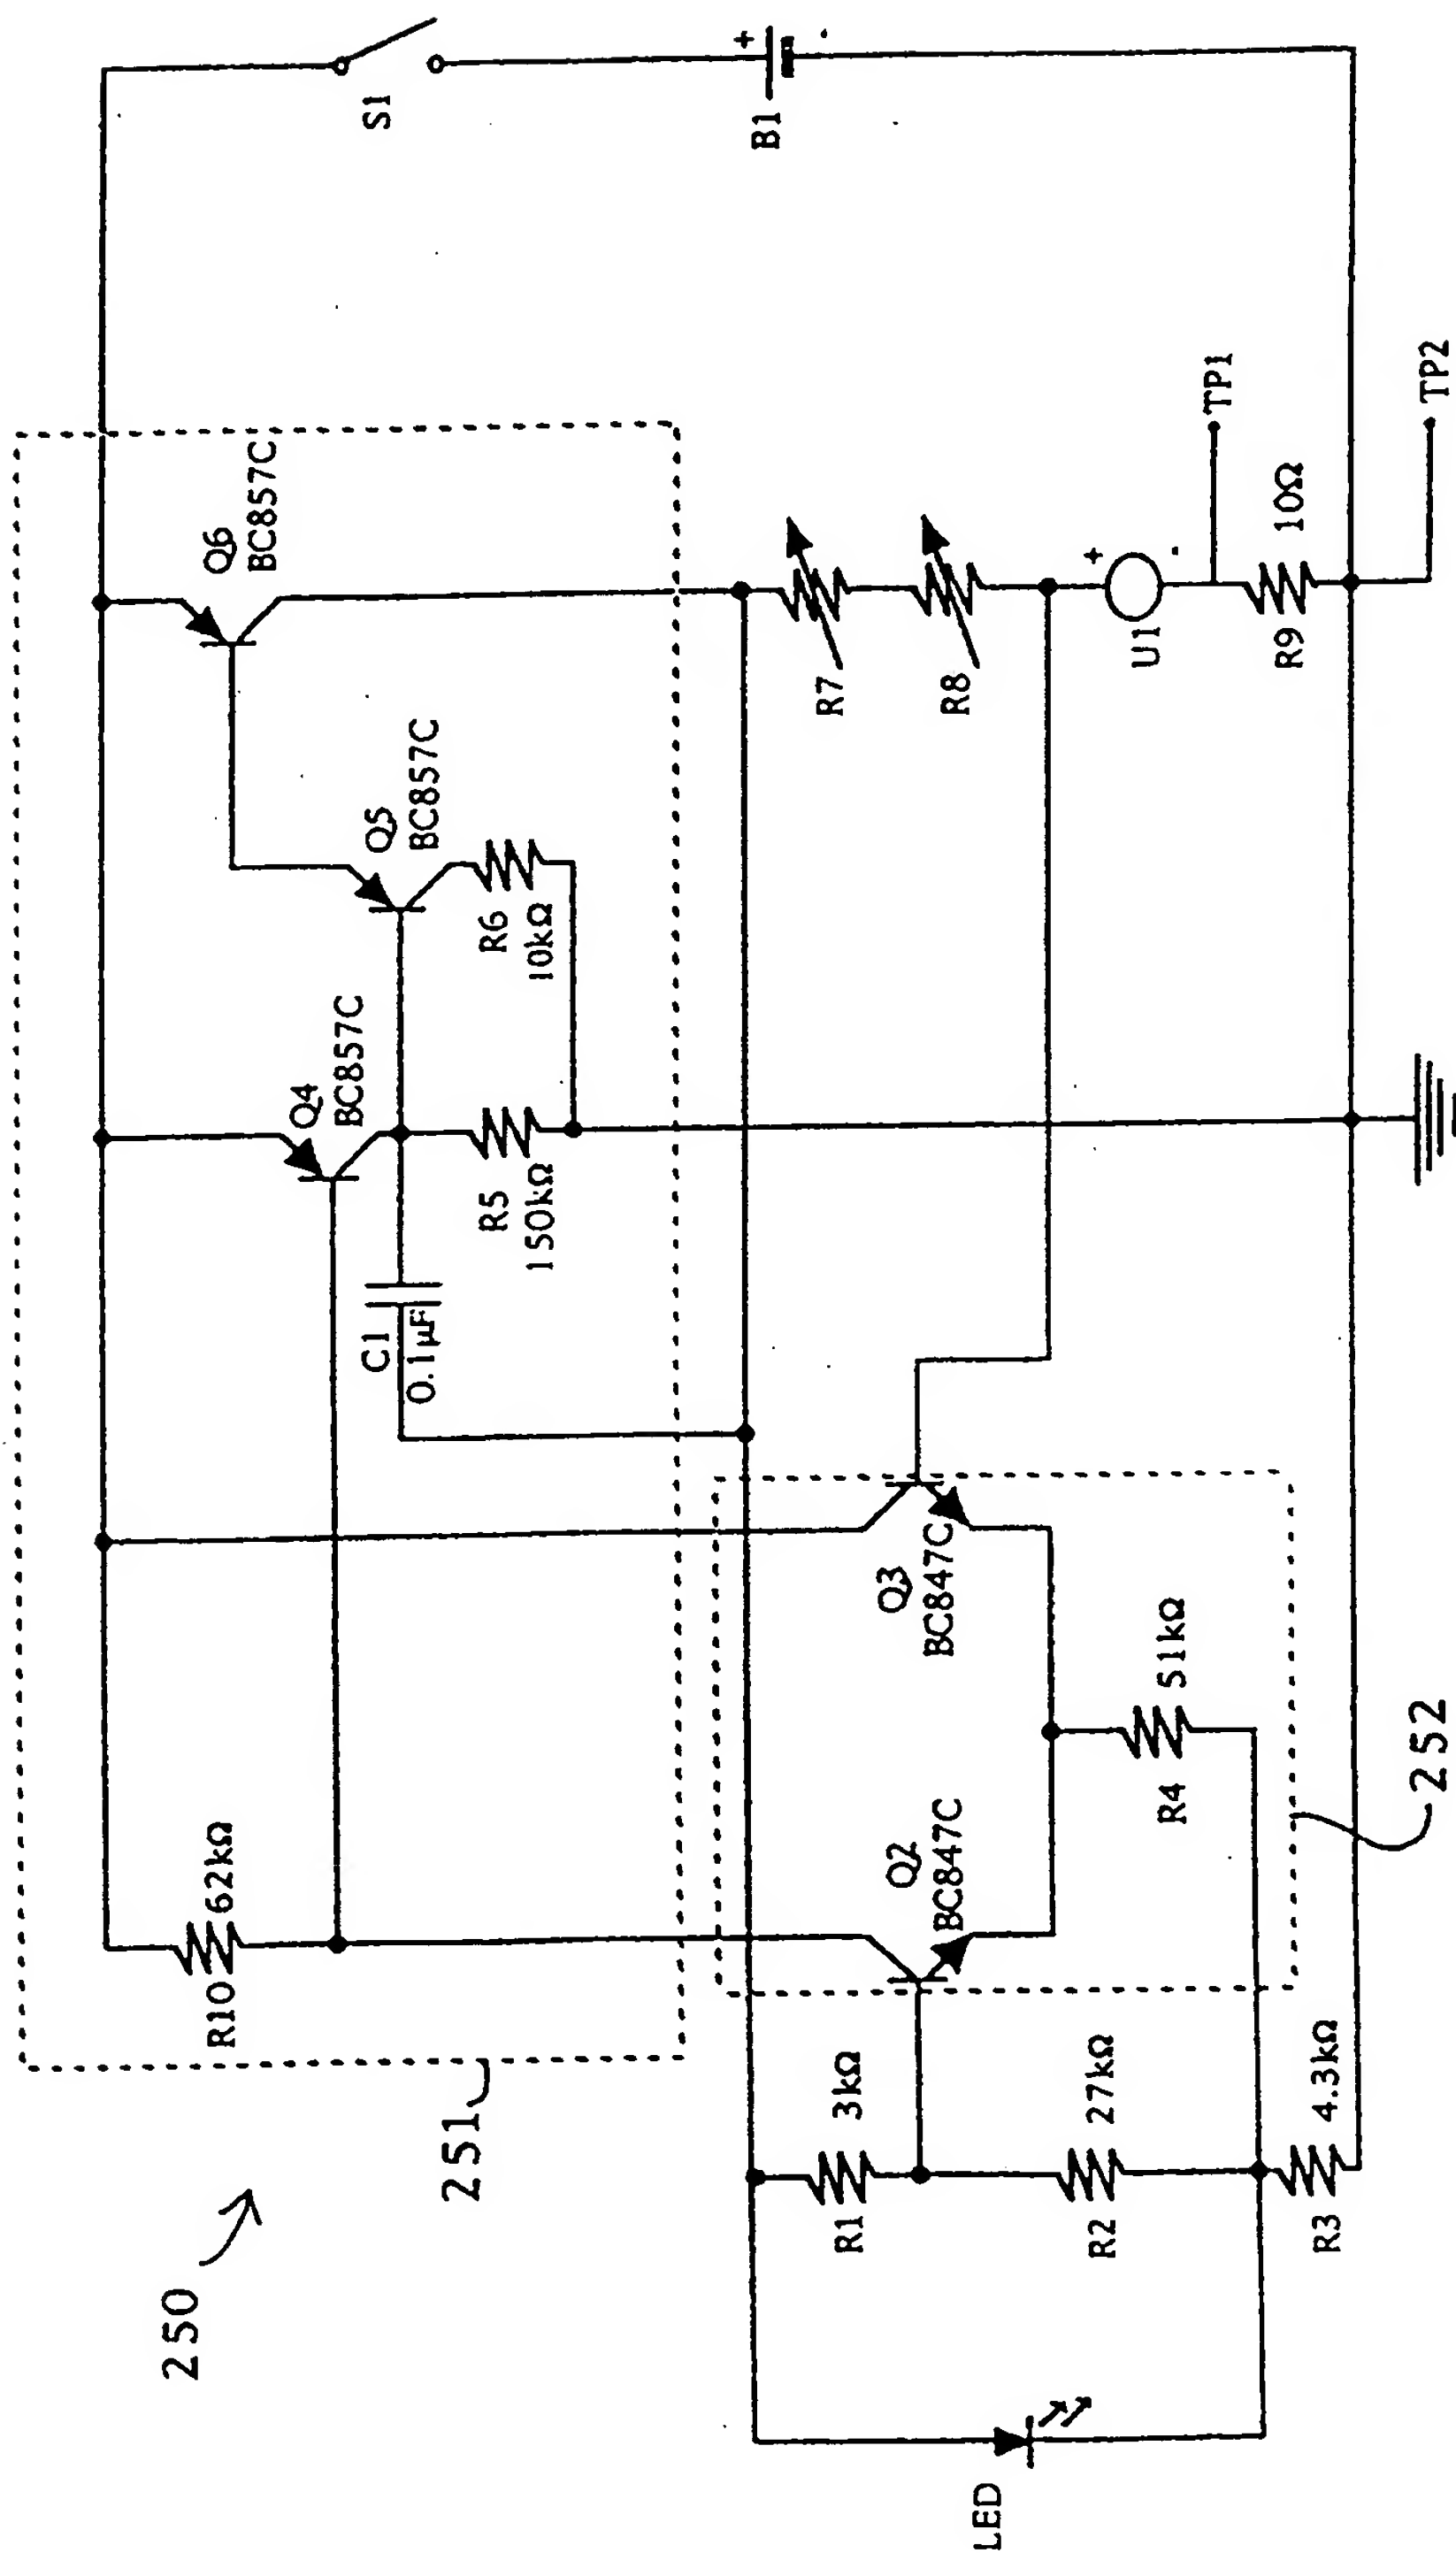 250
251
R10
62kΩ
Q4
BC857C
Q5
BC857C
Q6
BC857C
S1
C1
0.1µF
R5
150kΩ
R6
10kΩ
+
B1
LED
R1
3kΩ
R2
27kΩ
R3
4.3kΩ
Q2
BC847C
Q3
BC847C
R4
51kΩ
252
R7
R8
+
U1
TP1
R9
10Ω
TP2